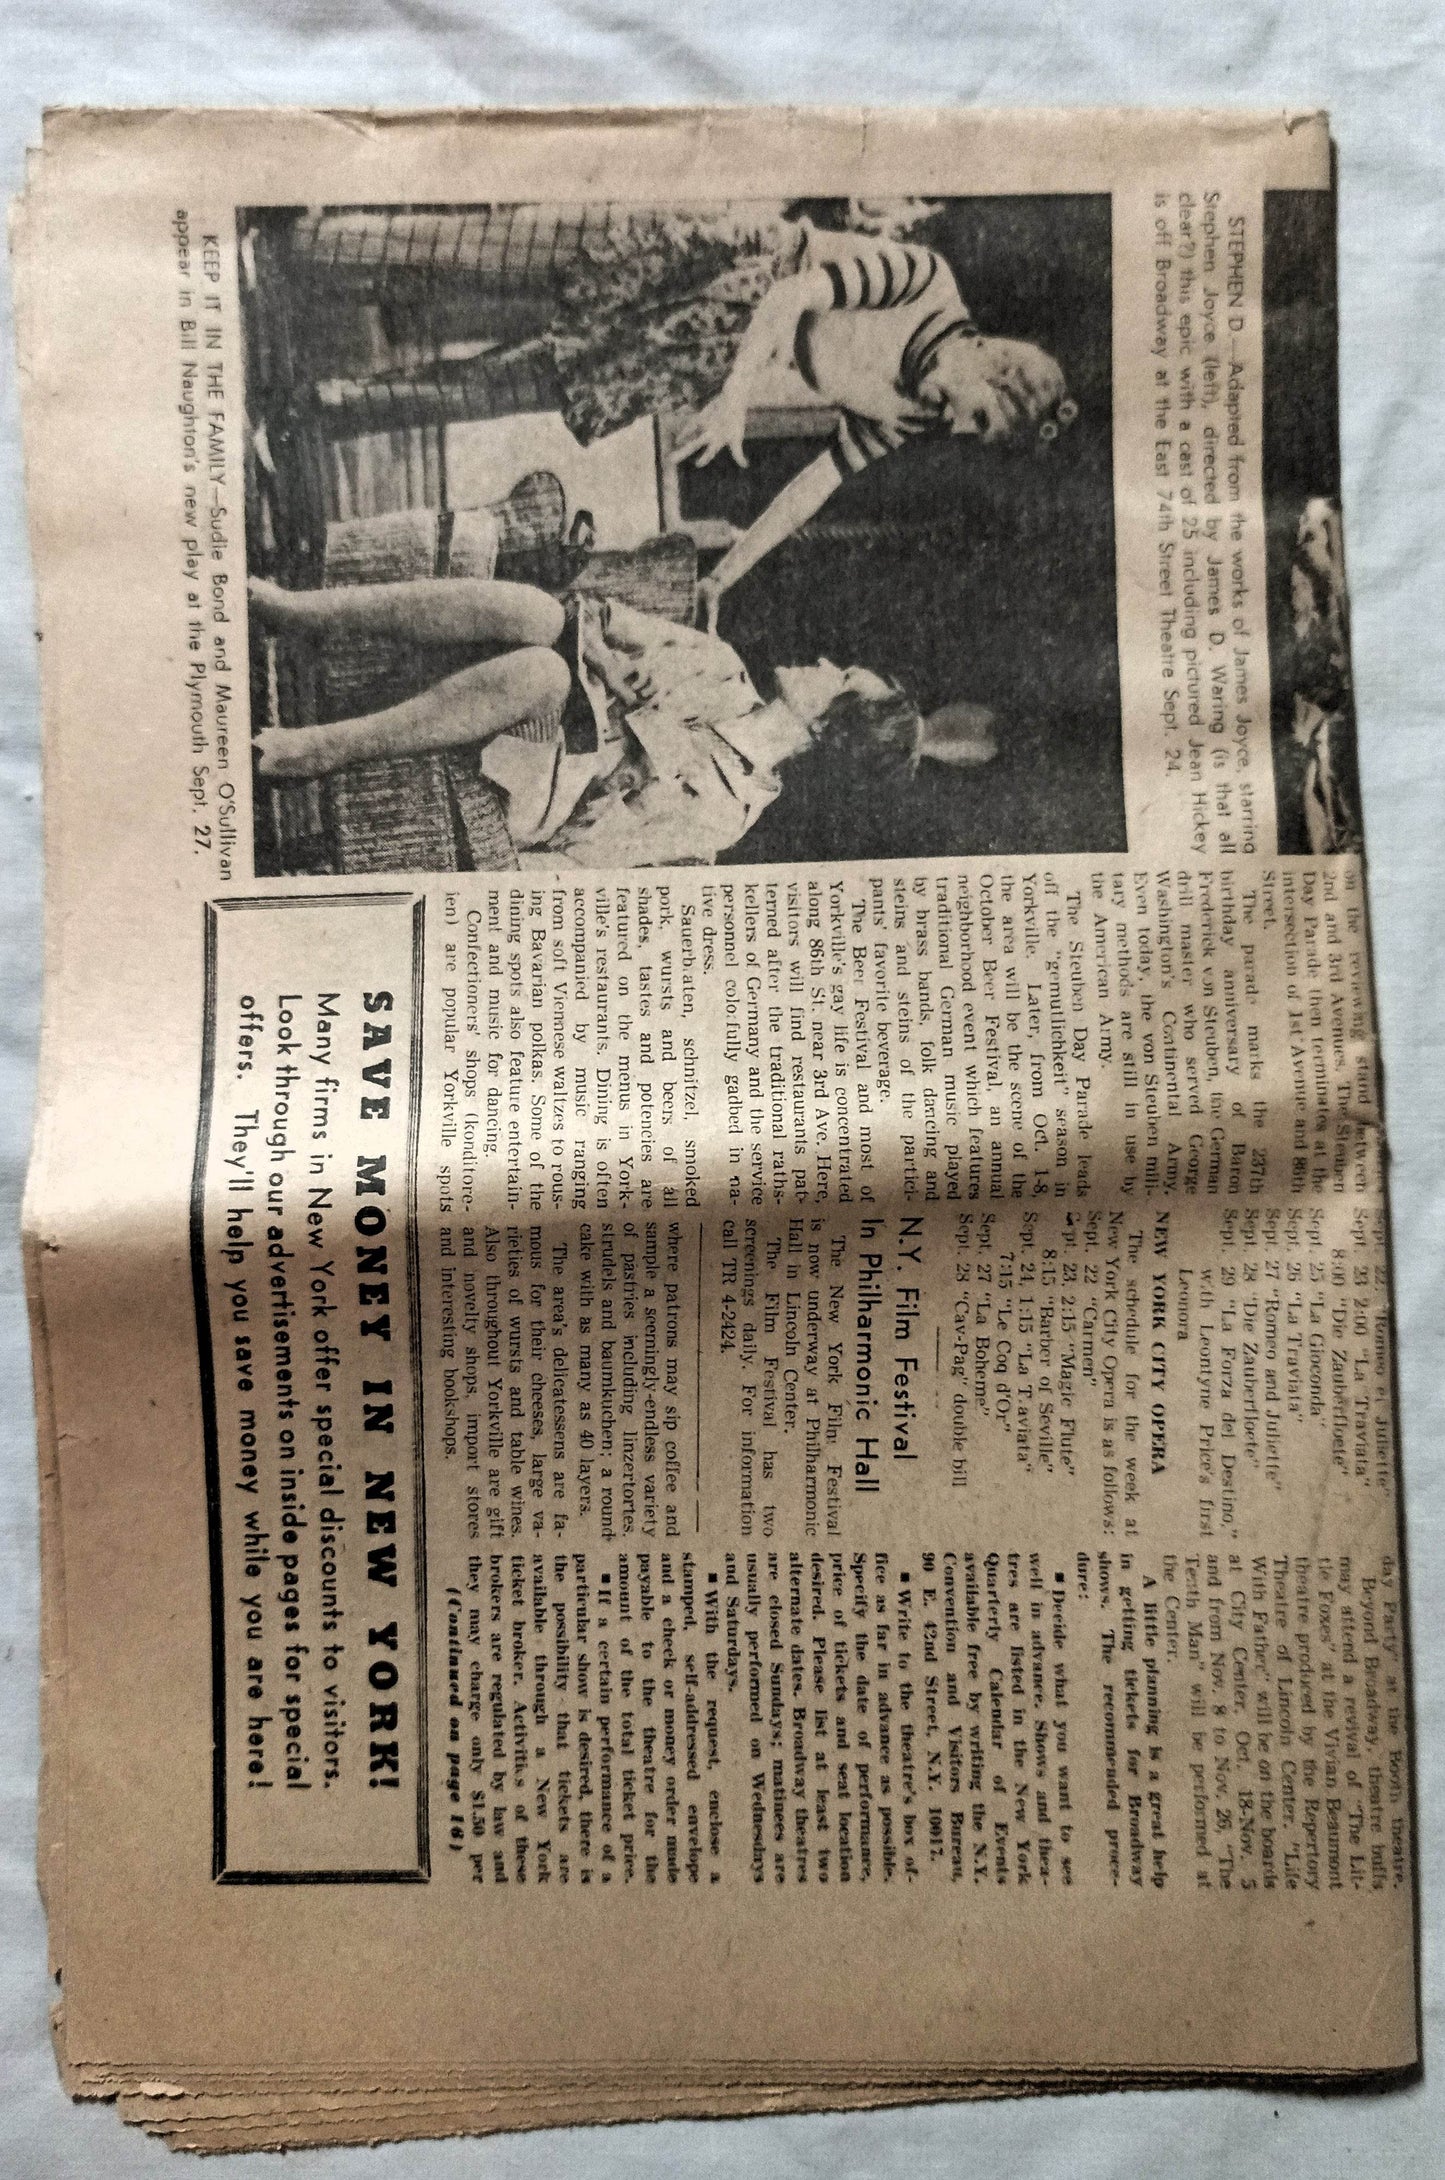 STEPHEN D—Adapted from the works of James Joyce, starring
Stephen Joyce (left), directed by James D. Waring (is that all
clear?) this epic with a cast of 25 including pictured Jean Hickey
is off Broadway at the East 74th Street Theatre Sept. 24.
KEEP IT IN THE FAMILY—Sudie Bond and Maureen O'Sullivan
appear in Bill Naughton's new play at the Plymouth Sept. 27.
on the reviewing stand between
2nd and 3rd Avenues. The Steuben
Day Parade then terminates at the
intersection of 1st Avenue and 86th
Street.
The parade marks the 237th
birthday anniversary of Baron
Frederick von Steuben, the German
drill master who served George
Washington's Continental Army.
Even today, the von Steuben mili-
tary methods are still in use by
the American Army.
The Steuben Day Parade leads
off the "gemutlichkeit" season in
Yorkville. Later, from Oct. 1-8,
the area will be the scene of the
October Beer Festival, an annual
neighborhood event which features
traditional German music played
by brass bands, folk dancing and
steins and steins of the partici-
pants' favorite beverage.
The Beer Festival and most of
Yorkville's gay life is concentrated
along 86th St. near 3rd Ave. Here,
visitors will find restaurants pat-
terned after the traditional raths-
kellers of Germany and the service
personnel colorfully gadbed in na-
tive dress.
Sauerbraten, schnitzel, smoked
pork, wursts and beers of all
shades, tastes and potencies are
featured on the menus in York-
ville's restaurants. Dining is often
accompanied by music ranging
from soft Viennese waltzes to rous-
ing Bavarian polkas. Some of the
dining spots also feature entertain-
ment and music for dancing.
Confectioners' shops (konditore-
ien) are popular Yorkville spots
Sept. 22, "Romeo et Juliette"
Sept. 23 2:00 "La Traviata"
8:00 "Die Zauberfloete"
Sept. 25 "La Gioconda"
Sept. 26 "La Traviata"
Sept. 27 "Romeo and Juliette"
Sept. 28 "Die Zauberfloete"
Sept. 29 "La Forza del Destino,"
with Leontyne Price's first
Leonora
NEW YORK CITY OPERA
The schedule for the week at
New York City Opera is as follows:
Sept. 22 "Carmen"
Sept. 23, 2:15 "Magic Flute"
8:15 "Barber of Seville"
Sept. 24, 1:15 "La Traviata"
7:15 "Le Coq d'Or"
Sept. 27 "La Boheme"
Sept. 28 "Cav-Pag" double bill
N.Y. Film Festival
In Philharmonic Hall
The New York Film Festival
is now underway at Philharmonic
Hall in Lincoln Center.
The Film Festival has two
screenings daily. For information
call TR 4-2424.
where patrons may sip coffee and
sample a seemingly-endless variety
of pastries including linzertortes,
strudels and baumkuchen; a round
cake with as many as 40 layers.
The area's delicatessens are fa-
mous for their cheeses, large va-
rieties of wursts and table wines.
Also throughout Yorkville are gift
and novelty shops, import stores
and interesting bookshops.
day Party" at the Booth theatre.
Beyond Broadway, theatre buffs
may attend a revival of "The Lit-
tle Foxes" at the Vivian Beaumont
theatre produced by the Repertory
Theatre of Lincoln Center. "Life
With Father" will be on the boards
at City Center, Oct. 18-Nov. 5
and from Nov. 8 to Nov. 26, "The
Tenth Man" will be performed at
the Center.
A little planning is a great help
in getting tickets for Broadway
shows. The recommended proce-
dure:
■ Decide what you want to see
well in advance. Shows and thea-
tres are listed in the New York
Quarterly Calendar of Events
available free by writing the N.Y.
Convention and Visitors Bureau,
90 E. 42nd Street, N.Y. 10017.
■ Write to the theatre's box of-
fice as far in advance as possible.
Specify the date of performance,
price of tickets and seat location
desired. Please list at least two
alternate dates. Broadway theatres
are closed Sundays; matinees are
usually performed on Wednesdays
and Saturdays.
■ With the request, enclose a
stamped, self-addressed envelope
and a check or money order made
payable to the theatre for the
amount of the total ticket price.
■ If a certain performance of a
particular show is desired, there is
the possibility that tickets are
available through a New York
ticket broker. Activities of these
brokers are regulated by law and
they may charge only $1.50 per
(Continued on page 16)
SAVE MONEY IN NEW YORK!
Many firms in New York offer special discounts to visitors.
Look through our advertisements on inside pages for special
offers. They'll help you save money while you are here!